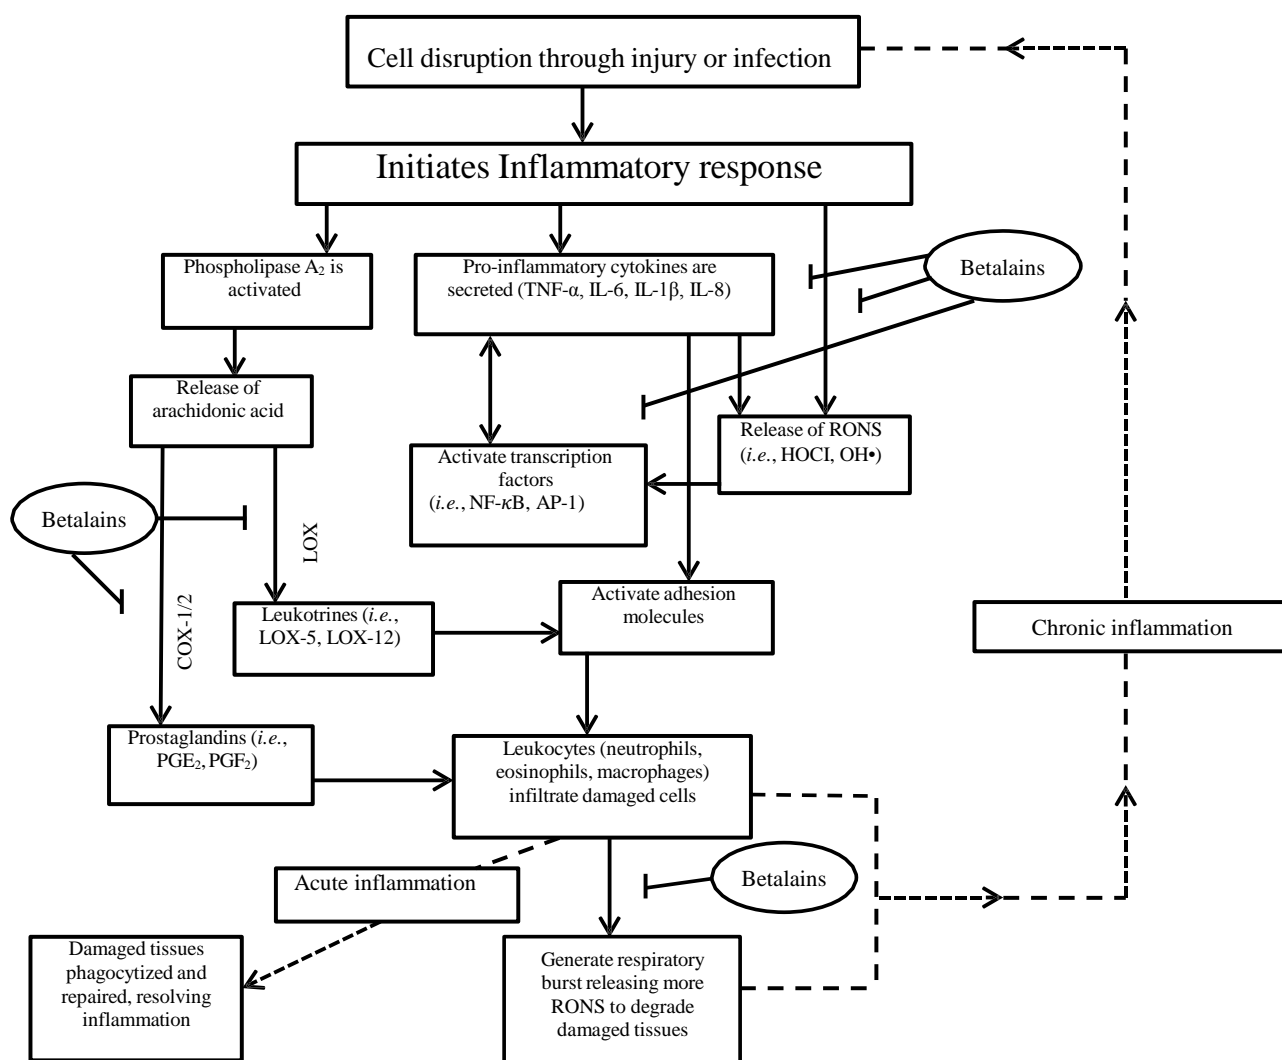 Cell disruption through injury or infection
Initiates Inflammatory response
Phospholipase A₂ is
activated
Pro-inflammatory cytokines are
secreted (TNF-α, IL-6, IL-1β, IL-8)
Betalains
Release of
arachidonic acid
Activate transcription
factors
(i.e., NF-κB, AP-1)
Release of RONS
(i.e., HOCI, OH•)
Betalains
LOX
COX-1/2
Leukotrines (i.e.,
LOX-5, LOX-12)
Activate adhesion
molecules
Chronic inflammation
Prostaglandins (i.e.,
PGE₂, PGF₂)
Leukocytes (neutrophils,
eosinophils, macrophages)
infiltrate damaged cells
Acute inflammation
Betalains
Damaged tissues
phagocytized and
repaired, resolving
inflammation
Generate respiratory
burst releasing more
RONS to degrade
damaged tissues